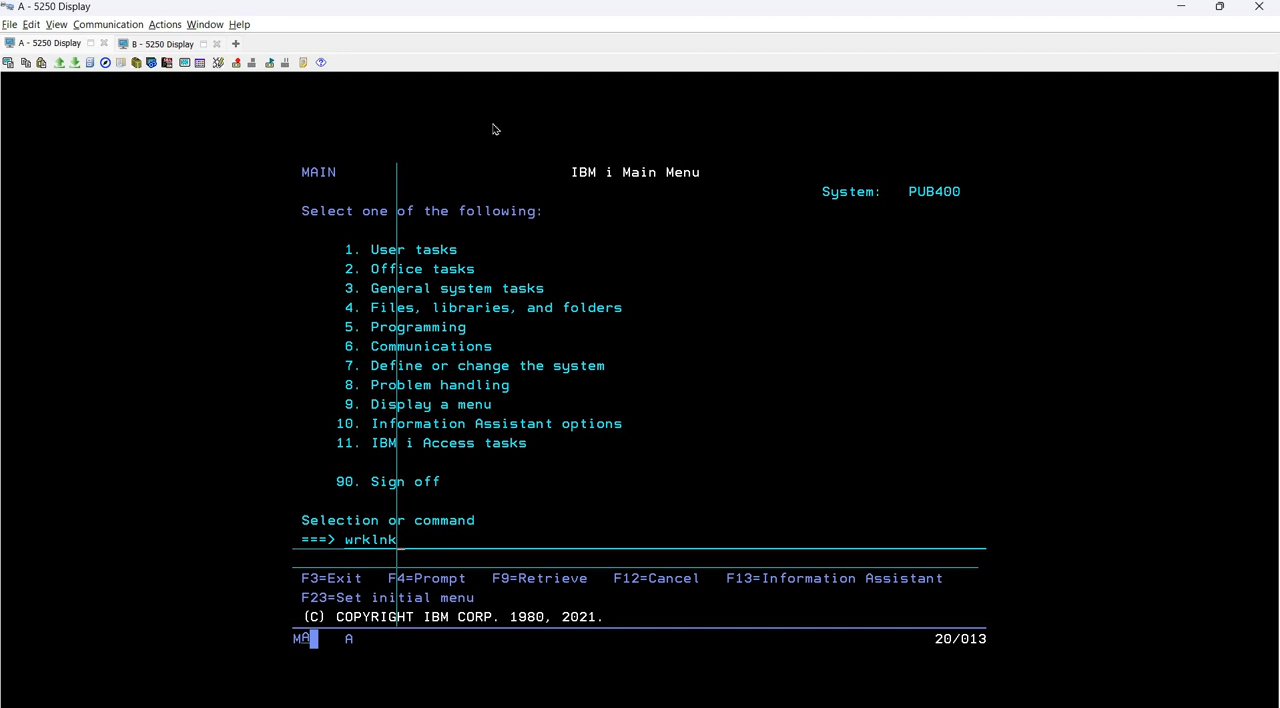 A - 5250 Display
File Edit View Communication Actions Window Help
A - 5250 Display B - 5250 Display
MAIN IBM i Main Menu
System: PUB400
Select one of the following:
1. User tasks
2. Office tasks
3. General system tasks
4. Files, libraries, and folders
5. Programming
6. Communications
7. Define or change the system
8. Problem handling
9. Display a menu
10. Information Assistant options
11. IBM i Access tasks
90. Sign off
Selection or command
===> wrklnk
F3=Exit F4=Prompt F9=Retrieve F12=Cancel F13=Information Assistant
F23=Set initial menu
(C) COPYRIGHT IBM CORP. 1980, 2021.
MA A 20/013